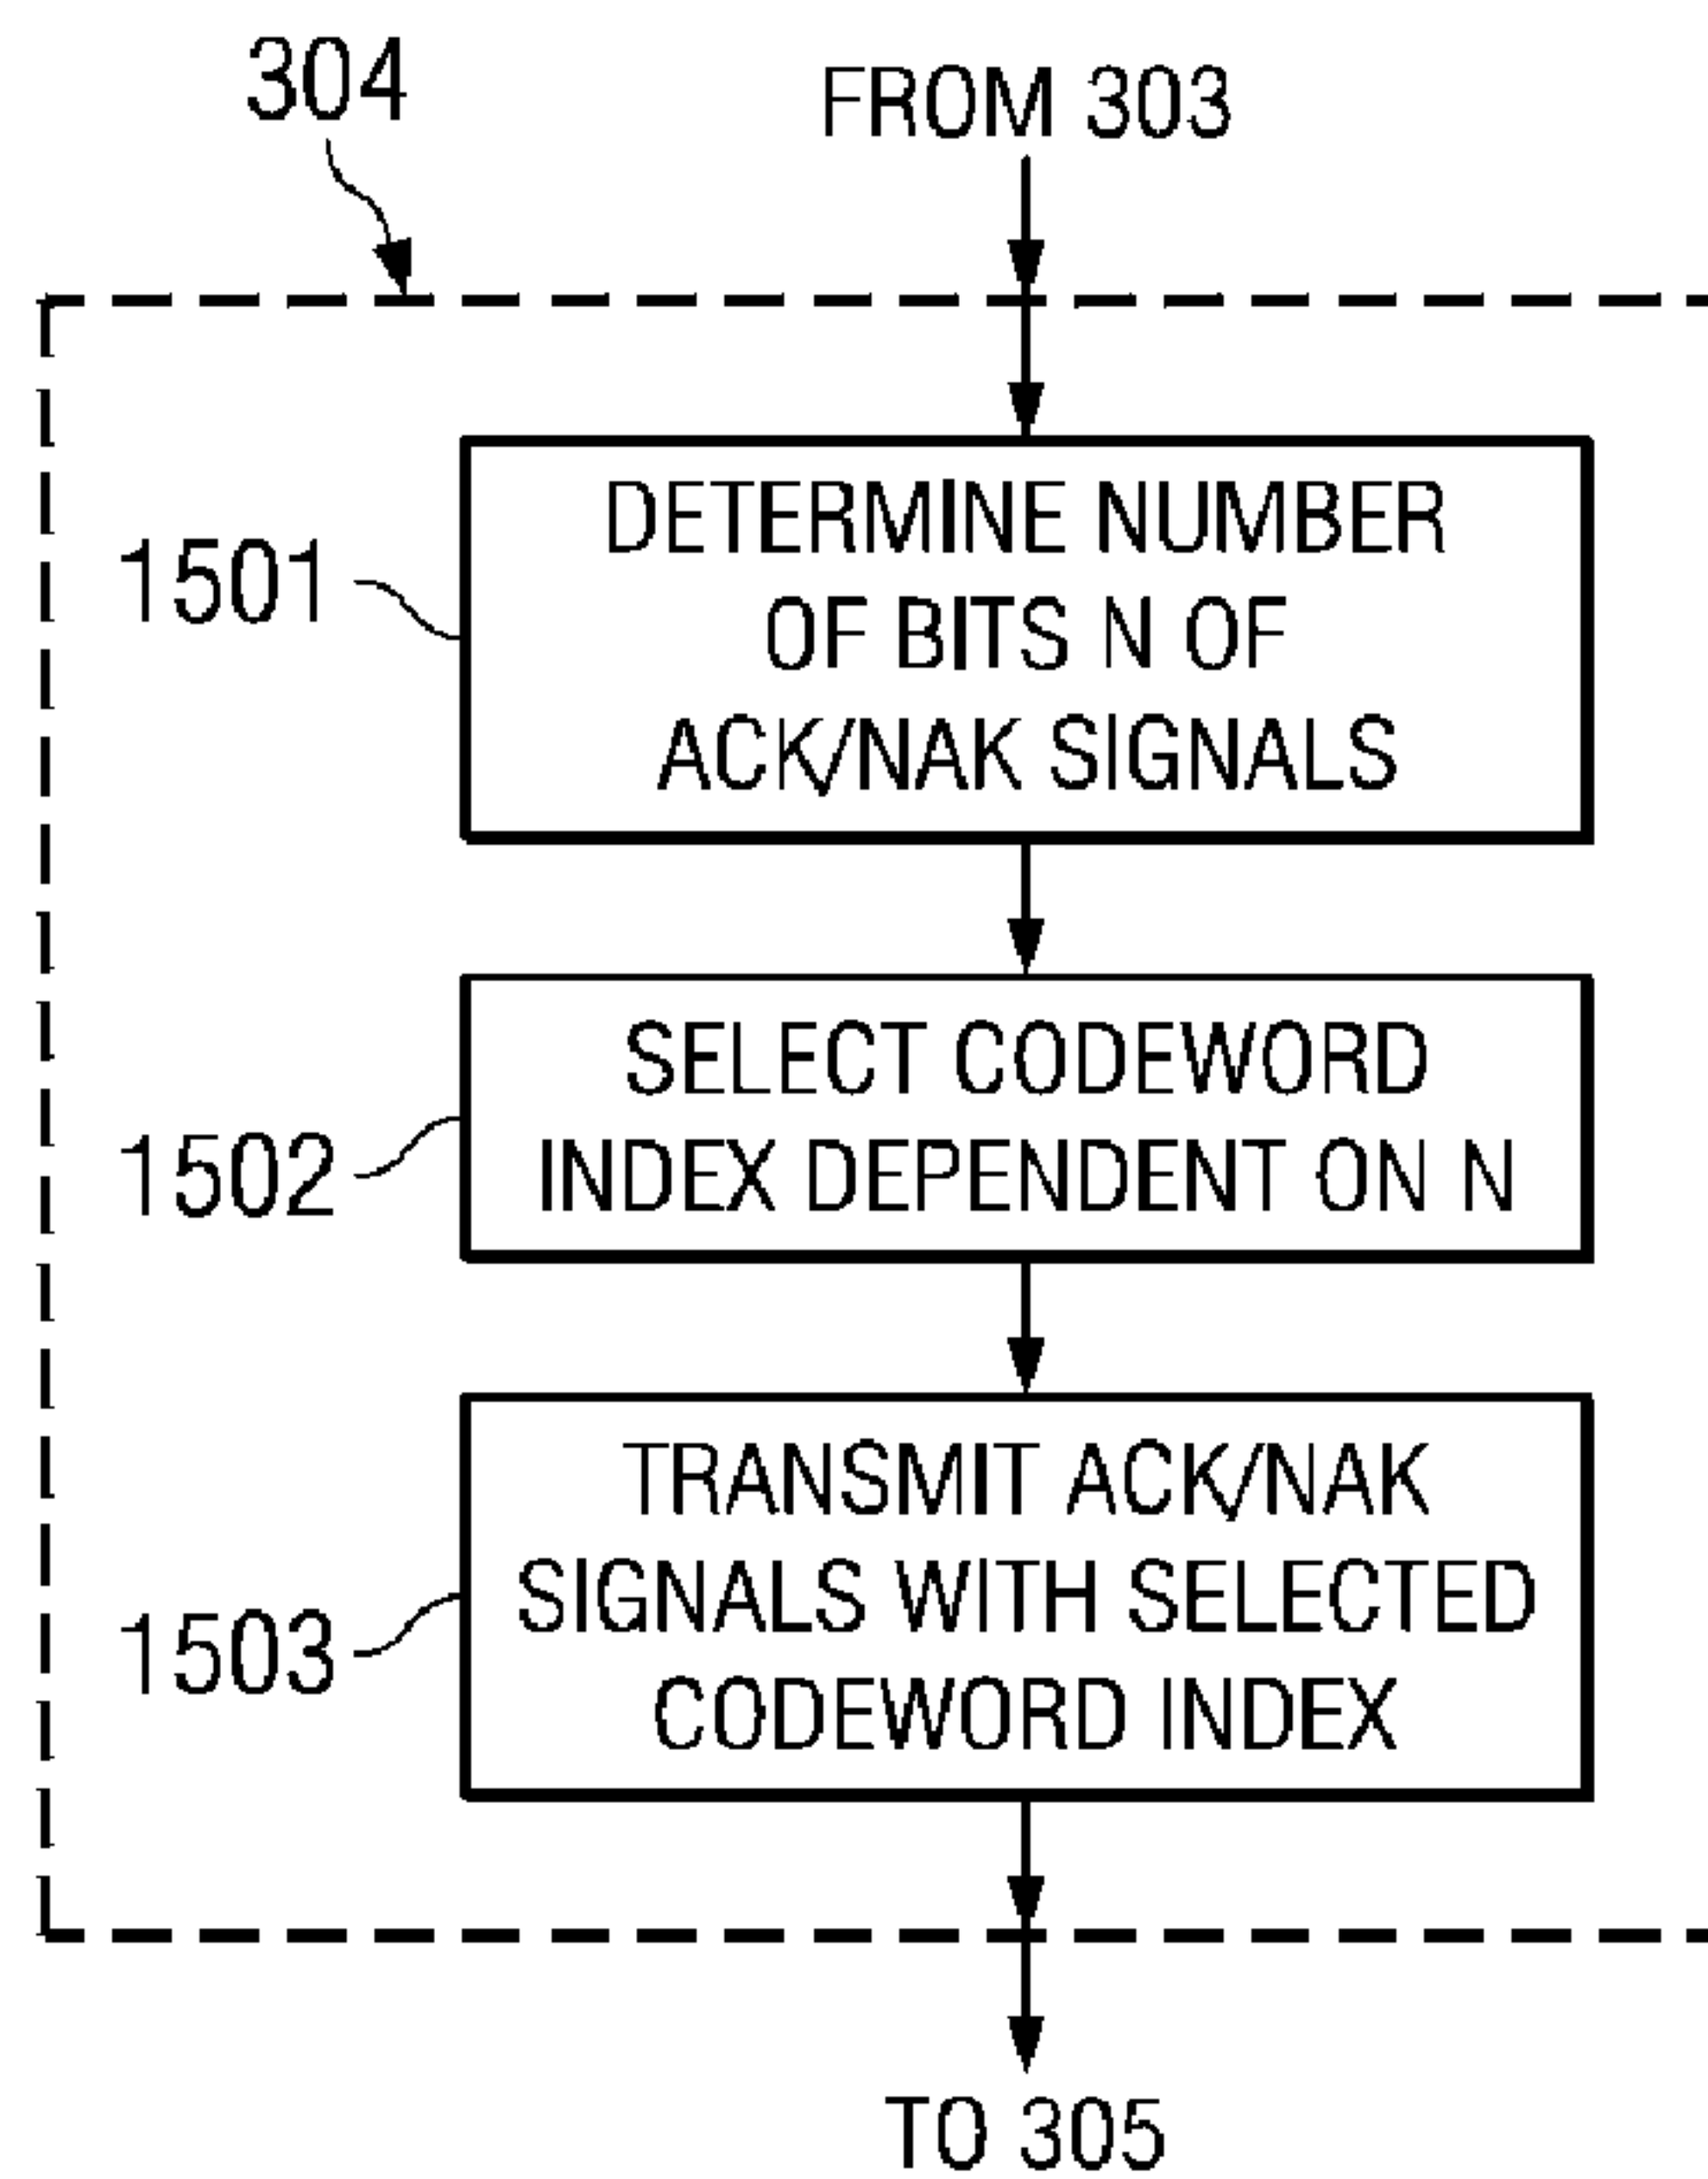 304
FROM 303
1501
DETERMINE NUMBER
OF BITS N OF
ACK/NAK SIGNALS
1502
SELECT CODEWORD
INDEX DEPENDENT ON N
1503
TRANSMIT ACK/NAK
SIGNALS WITH SELECTED
CODEWORD INDEX
TO 305